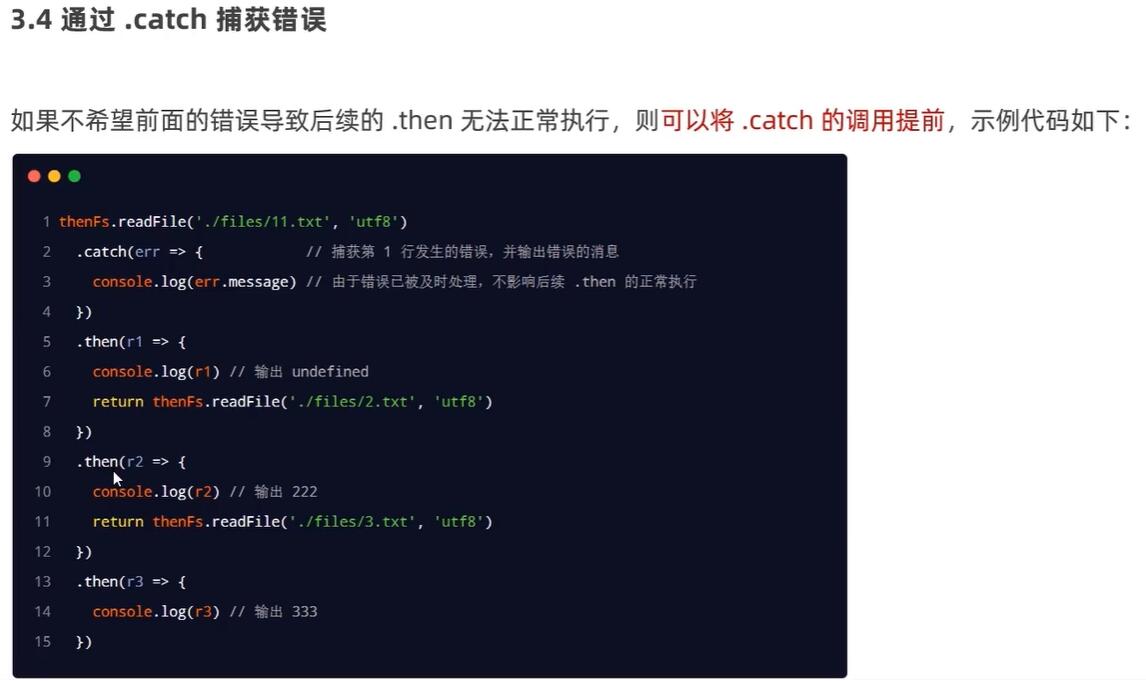 3.4 通过 .catch 捕获错误
如果不希望前面的错误导致后续的 .then 无法正常执行，则可以将 .catch 的调用提前，示例代码如下：
1 thenFs.readFile('./files/11.txt', 'utf8')
2   .catch(err => {            // 捕获第 1 行发生的错误，并输出错误的消息
3     console.log(err.message) // 由于错误已被及时处理，不影响后续 .then 的正常执行
4   })
5   .then(r1 => {
6     console.log(r1) // 输出 undefined
7     return thenFs.readFile('./files/2.txt', 'utf8')
8   })
9   .then(r2 => {
10     console.log(r2) // 输出 222
11     return thenFs.readFile('./files/3.txt', 'utf8')
12   })
13   .then(r3 => {
14     console.log(r3) // 输出 333
15   })